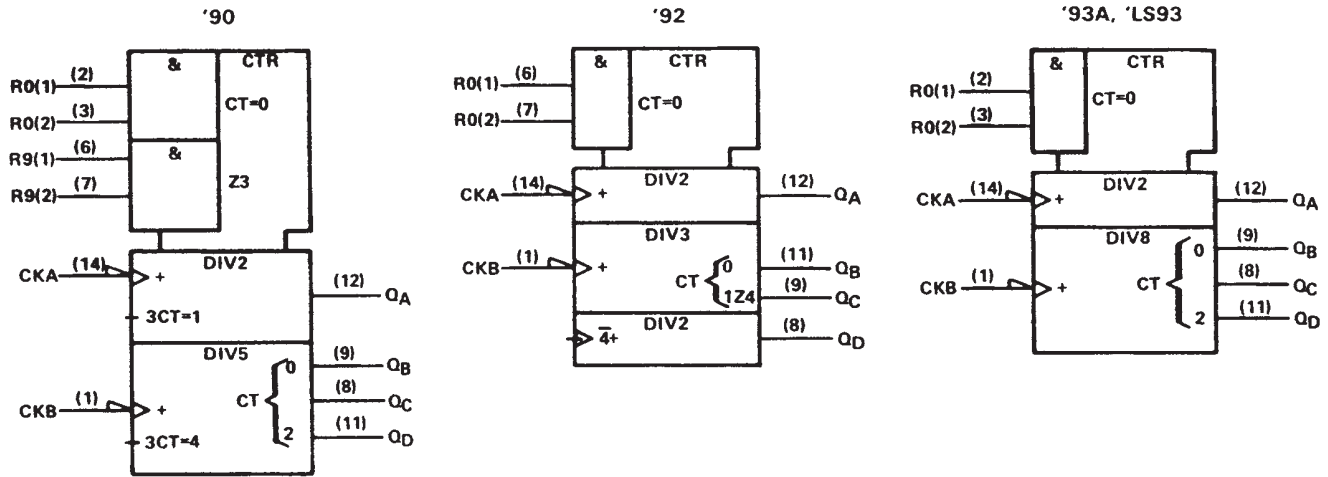 '90
& CTR
R0(1) (2)
CT=0
R0(2) (3)
R9(1) (6)
&
Z3
R9(2) (7)
DIV2
CKA (14) +
(12) QA
3CT=1
DIV5
0 (9) QB
CT (8) QC
CKB (1) +
2 (11) QD
3CT=4
'92
& CTR
R0(1) (6)
CT=0
R0(2) (7)
DIV2
CKA (14) + (12) QA
DIV3
CKB (1) + 0 (11) QB
CT
1Z4 (9) QC
DIV2
4+ (8) QD
'93A, 'LS93
& CTR
R0(1) (2)
CT=0
R0(2) (3)
DIV2
CKA (14) + (12) QA
DIV8
0 (9) QB
CKB (1) + CT (8) QC
2 (11) QD